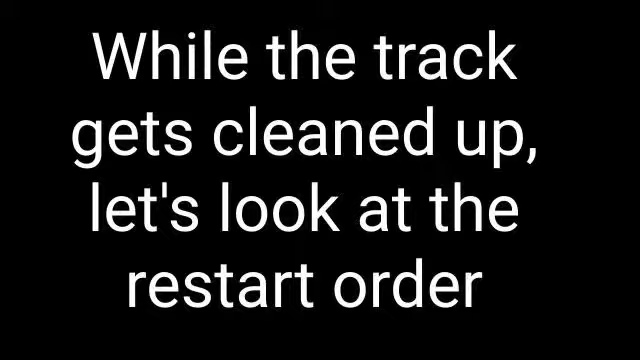 While the track
gets cleaned up,
let's look at the
restart order